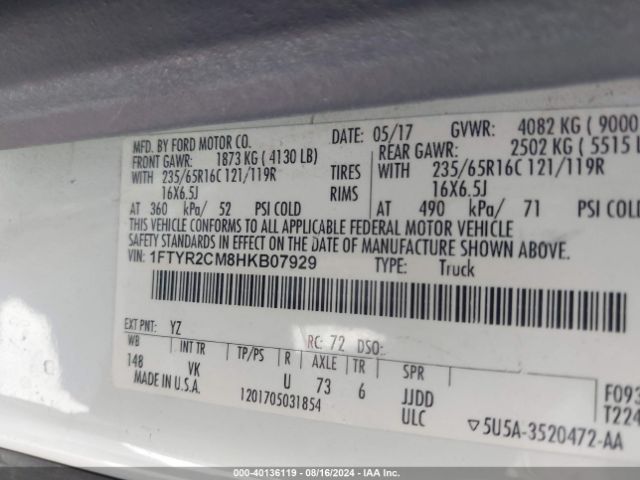 MFD. BY FORD MOTOR CO.
DATE: 05/17 GVWR: 4082 KG ( 9000
FRONT GAWR: 1873 KG ( 4130 LB)
REAR GAWR: 2502 KG ( 5515 L
WITH 235/65R16C 121/119R TIRES WITH 235/65R16C 121/119R
16X6.5J RIMS 16X6.5J
AT 360 kPa/ 52 PSI COLD AT 490 kPa/ 71 PSI COL
THIS VEHICLE CONFORMS TO ALL APPLICABLE FEDERAL MOTOR VEHICLE
SAFETY STANDARDS IN EFFECT ON THE DATE OF MANUFACTURE SHOWN ABOVE.
VIN: 1FTYR2CM8HKB07929 TYPE: Truck
EXT PNT: YZ RC: 72 DSO:
WB INT TR TP/PS R AXLE TR SPR
148 VK U 73 6 JJDD
MADE IN U.S.A. 1201705031854 ULC
F093
T224
▽5U5A-3520472-AA
000-40136119 - 08/16/2024 - IAAI.COM